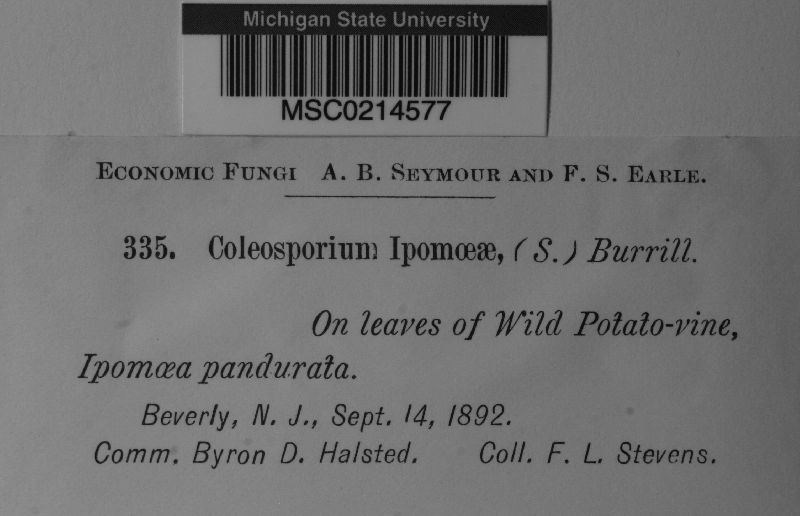 Michigan State University
MSC0214577
Economic Fungi A. B. Seymour and F. S. Earle.
335. Coleosporium Ipomœæ, (S.) Burrill.
On leaves of Wild Potato-vine,
Ipomœa pandurata.
Beverly, N. J., Sept. 14, 1892.
Comm. Byron D. Halsted. Coll. F. L. Stevens.